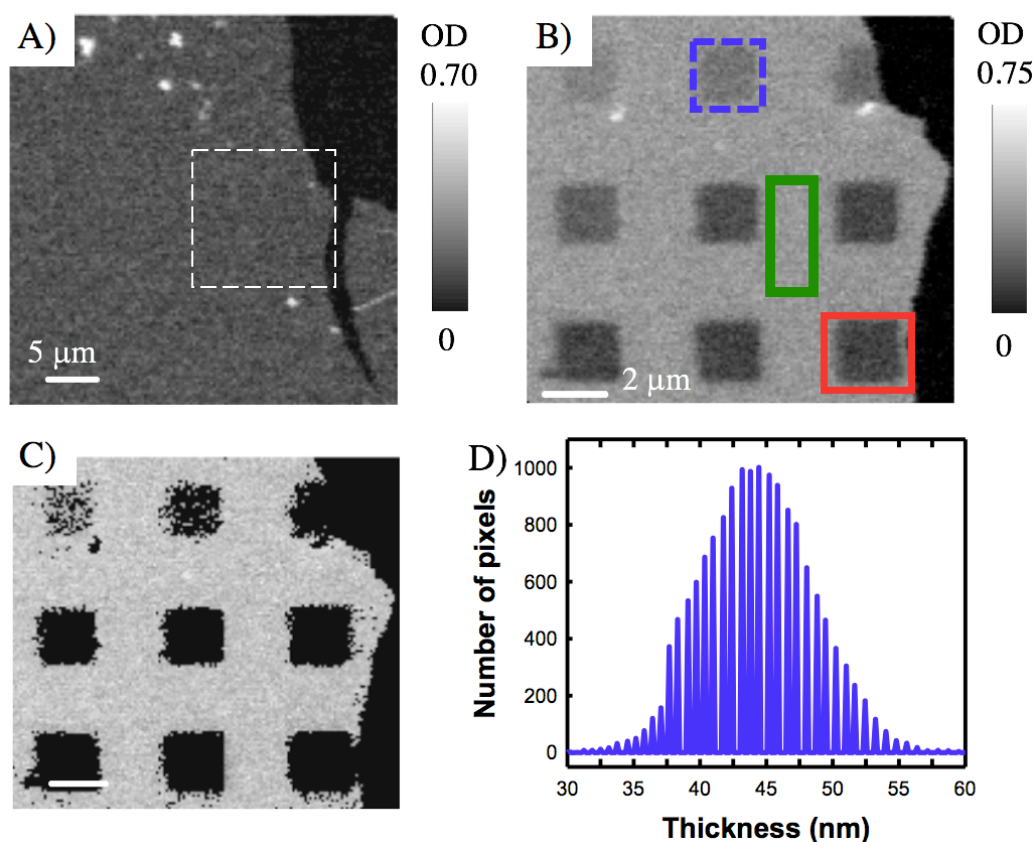 A)
OD
0.70
0
5 μm
B)
OD
0.75
0
2 μm
C)
D)
Number of pixels
1000
800
600
400
200
0
30 35 40 45 50 55 60
Thickness (nm)